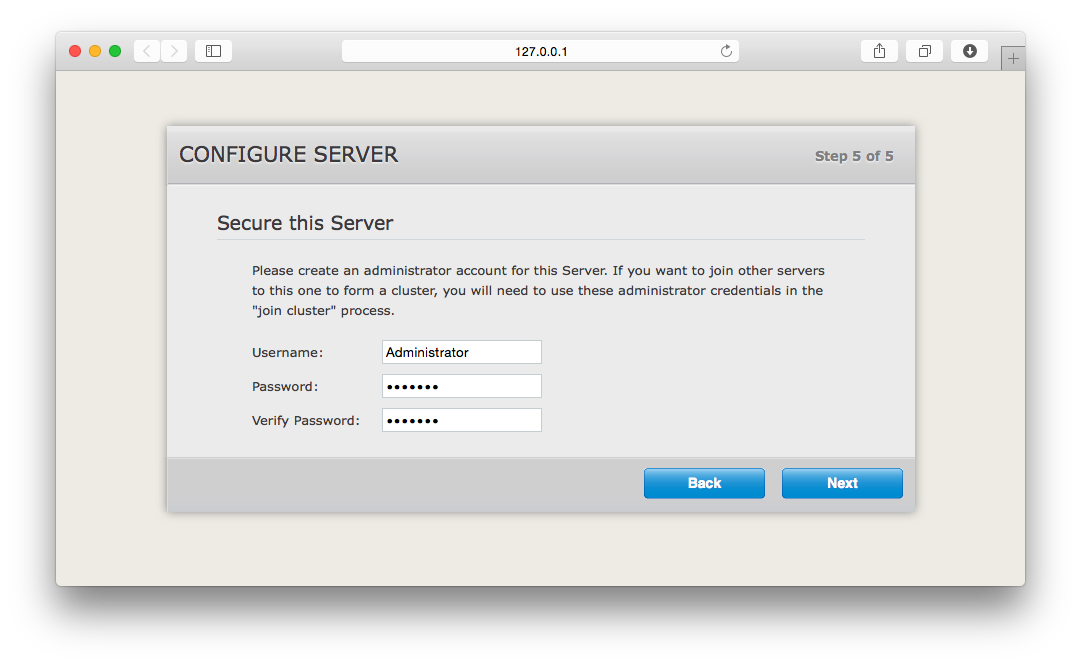 127.0.0.1
CONFIGURE SERVER
Step 5 of 5
Secure this Server
Please create an administrator account for this Server. If you want to join other servers
to this one to form a cluster, you will need to use these administrator credentials in the
"join cluster" process.
Username: Administrator
Password: •••••••
Verify Password: •••••••
Back Next